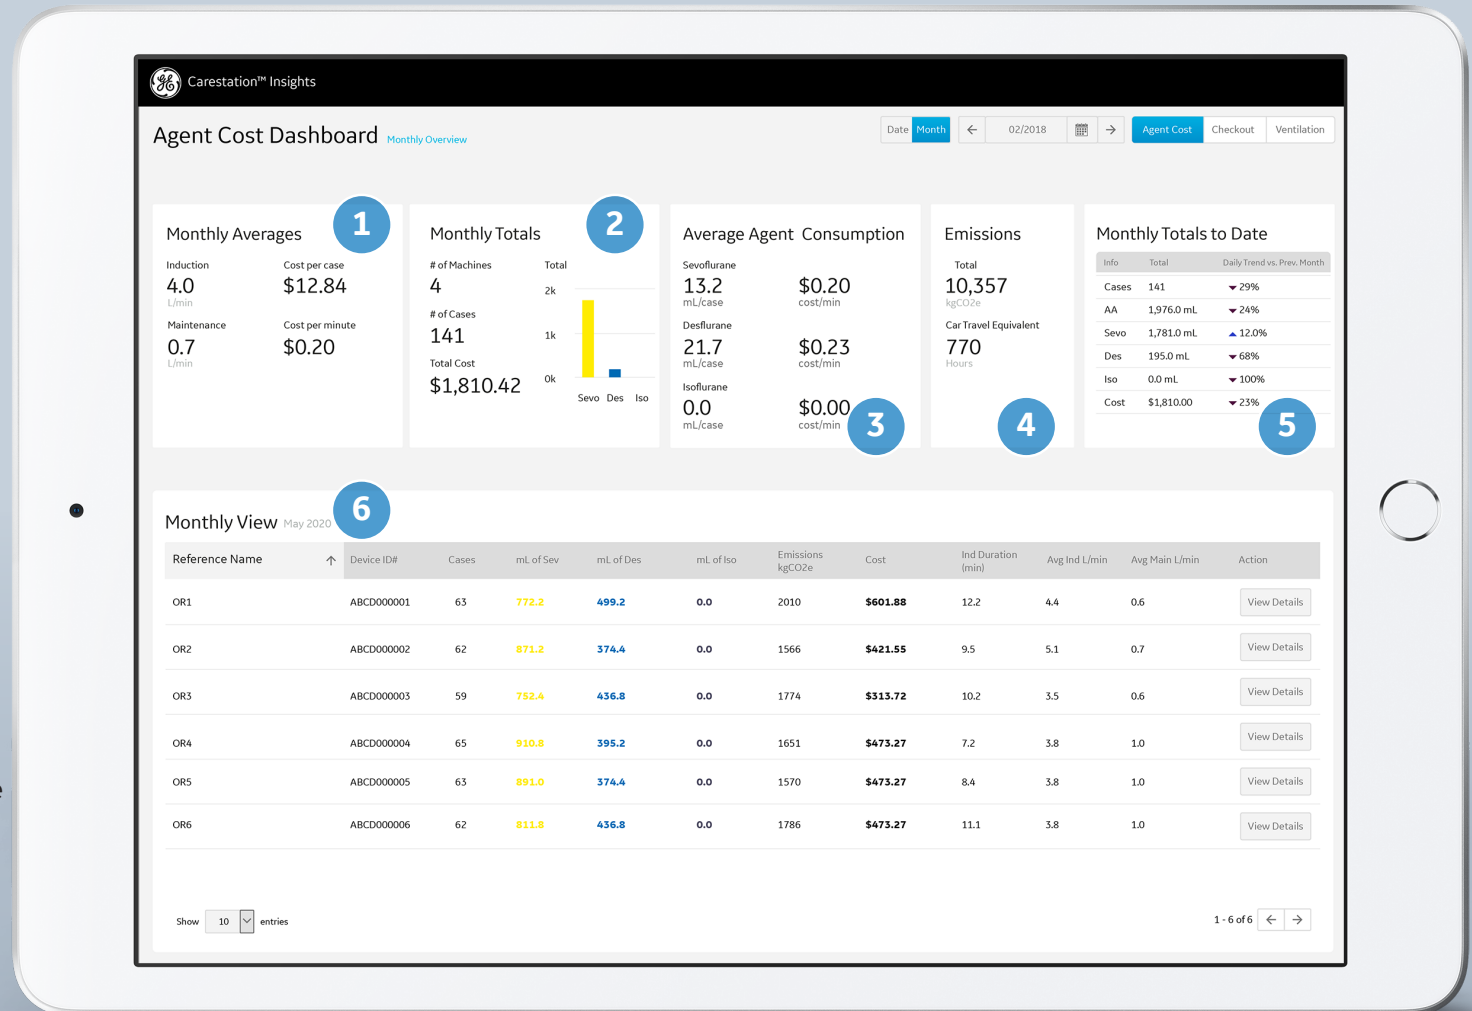 GE Carestation™ Insights
Agent Cost Dashboard Monthly Overview
Date Month 02/2018 Agent Cost Checkout Ventilation
Monthly Averages
1
Induction Cost per case
4.0 $12.84
L/min
Maintenance Cost per minute
0.7 $0.20
L/min
Monthly Totals
2
# of Machines Total
4
# of Cases
141
Total Cost
$1,810.42
2k
1k
0k
Sevo Des Iso
Average Agent Consumption
Sevoflurane
13.2 $0.20
mL/case cost/min
Desflurane
21.7 $0.23
mL/case cost/min
Isoflurane
0.0 $0.00
mL/case cost/min
3
Emissions
Total
10,357
kgCO2e
Car Travel Equivalent
770
Hours
4
Monthly Totals to Date
Info Total Daily Trend vs. Prev. Month
Cases 141 29%
AA 1,976.0 mL 24%
Sevo 1,781.0 mL 12.0%
Des 195.0 mL 68%
Iso 0.0 mL 100%
Cost $1,810.00 23%
5
Monthly View May 2020
6
Reference Name Device ID# Cases mL of Sev mL of Des mL of Iso Emissions kgCO2e Cost Ind Duration (min) Avg Ind L/min Avg Main L/min Action
OR1 ABCD000001 63 772.2 499.2 0.0 2010 $601.88 12.2 4.4 0.6 View Details
OR2 ABCD000002 62 871.2 374.4 0.0 1566 $421.55 9.5 5.1 0.7 View Details
OR3 ABCD000003 59 752.4 436.8 0.0 1774 $313.72 10.2 3.5 0.6 View Details
OR4 ABCD000004 65 910.8 395.2 0.0 1651 $473.27 7.2 3.8 1.0 View Details
OR5 ABCD000005 63 891.0 374.4 0.0 1570 $473.27 8.4 3.8 1.0 View Details
OR6 ABCD000006 62 811.8 436.8 0.0 1786 $473.27 11.1 3.8 1.0 View Details
Show 10 entries
1 - 6 of 6